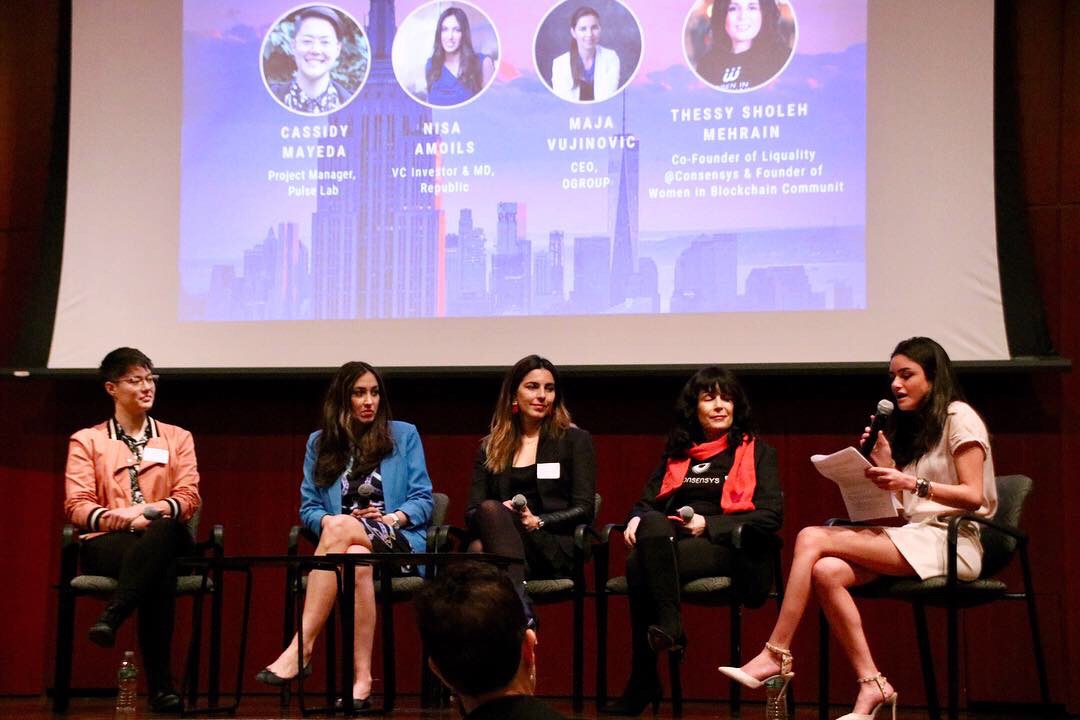 CASSIDY
MAYEDA
Project Manager,
Pulse Lab
NISA
AMOILS
VC Investor & MD,
Republic
MAJA
VUJINOVIC
CEO,
OGROUP
THESSY SHOLEH
MEHRAIN
Co-Founder of Liquality
@Consensys & Founder of
Women in Blockchain Communit
CONSENSYS